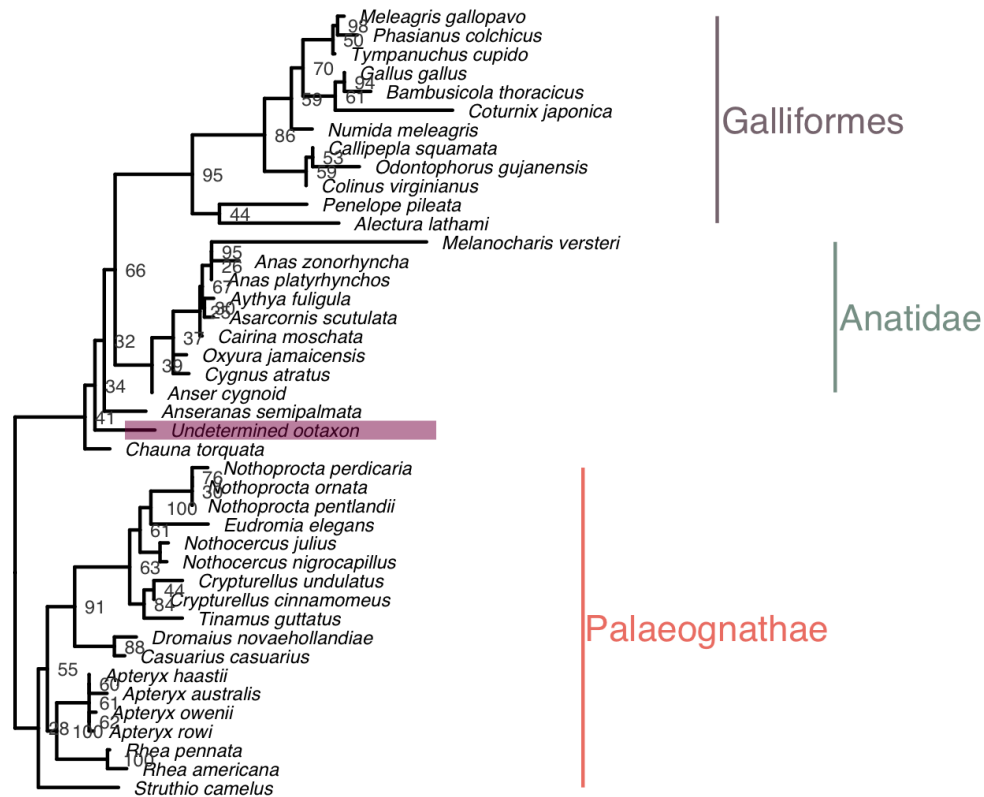 Meleagris gallopavo
98
Phasianus colchicus
50
Tympanuchus cupido
70
Gallus gallus
94
Bambusicola thoracicus
59
61
Coturnix japonica
Galliformes
Numida meleagris
86
Callipepla squamata
53
Odontophorus gujanensis
59
95
Colinus virginianus
Penelope pileata
44
Alectura lathami
Melanocharis versteri
95
Anas zonorhyncha
26
66
Anas platyrhynchos
67
Aythya fuligula
30
Asarcornis scutulata
Anatidae
Cairina moschata
37
32
Oxyura jamaicensis
39
Cygnus atratus
34
Anser cygnoid
Anseranas semipalmata
41
Undetermined ootaxon
Chauna torquata
Nothoprocta perdicaria
76
Nothoprocta ornata
30
Nothoprocta pentlandii
100
Eudromia elegans
61
Nothocercus julius
Nothocercus nigrocapillus
63
Crypturellus undulatus
44
Crypturellus cinnamomeus
84
91
Tinamus guttatus
Palaeognathae
Dromaius novaehollandiae
88
Casuarius casuarius
55
Apteryx haastii
60
Apteryx australis
61
Apteryx owenii
62
Apteryx rowi
38
100
Rhea pennata
100
Rhea americana
Struthio camelus